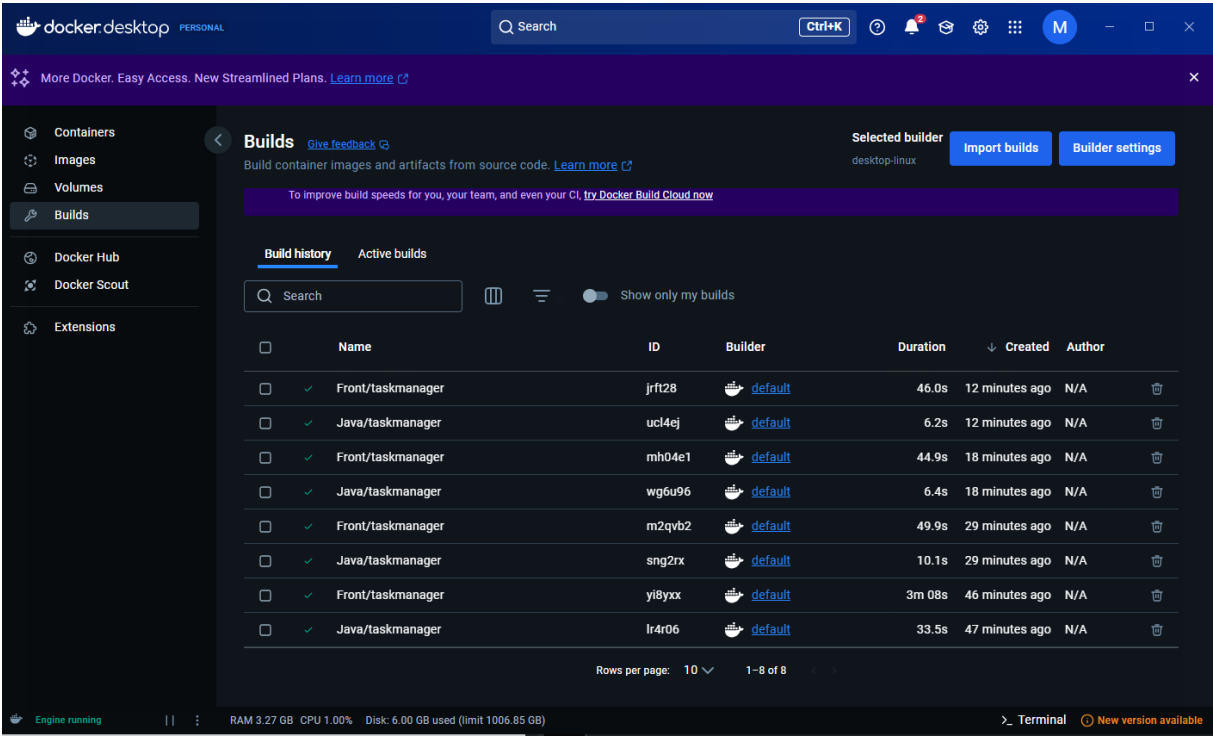 docker.desktop PERSONAL
Search Ctrl+K 2 M
More Docker. Easy Access. New Streamlined Plans. Learn more
Containers
Images
Volumes
Builds
Docker Hub
Docker Scout
Extensions
Builds Give feedback
Build container images and artifacts from source code. Learn more
Selected builder
desktop-linux
Import builds
Builder settings
To improve build speeds for you, your team, and even your CI, try Docker Build Cloud now
Build history Active builds
Search Show only my builds
Name ID Builder Duration Created Author
Front/taskmanager jrft28 default 46.0s 12 minutes ago N/A
Java/taskmanager ucl4ej default 6.2s 12 minutes ago N/A
Front/taskmanager mh04e1 default 44.9s 18 minutes ago N/A
Java/taskmanager wg6u96 default 6.4s 18 minutes ago N/A
Front/taskmanager m2qvb2 default 49.9s 29 minutes ago N/A
Java/taskmanager sng2rx default 10.1s 29 minutes ago N/A
Front/taskmanager yi8yxx default 3m 08s 46 minutes ago N/A
Java/taskmanager lr4r06 default 33.5s 47 minutes ago N/A
Rows per page: 10 1–8 of 8
Engine running RAM 3.27 GB CPU 1.00% Disk: 6.00 GB used (limit 1006.85 GB) >_ Terminal New version available